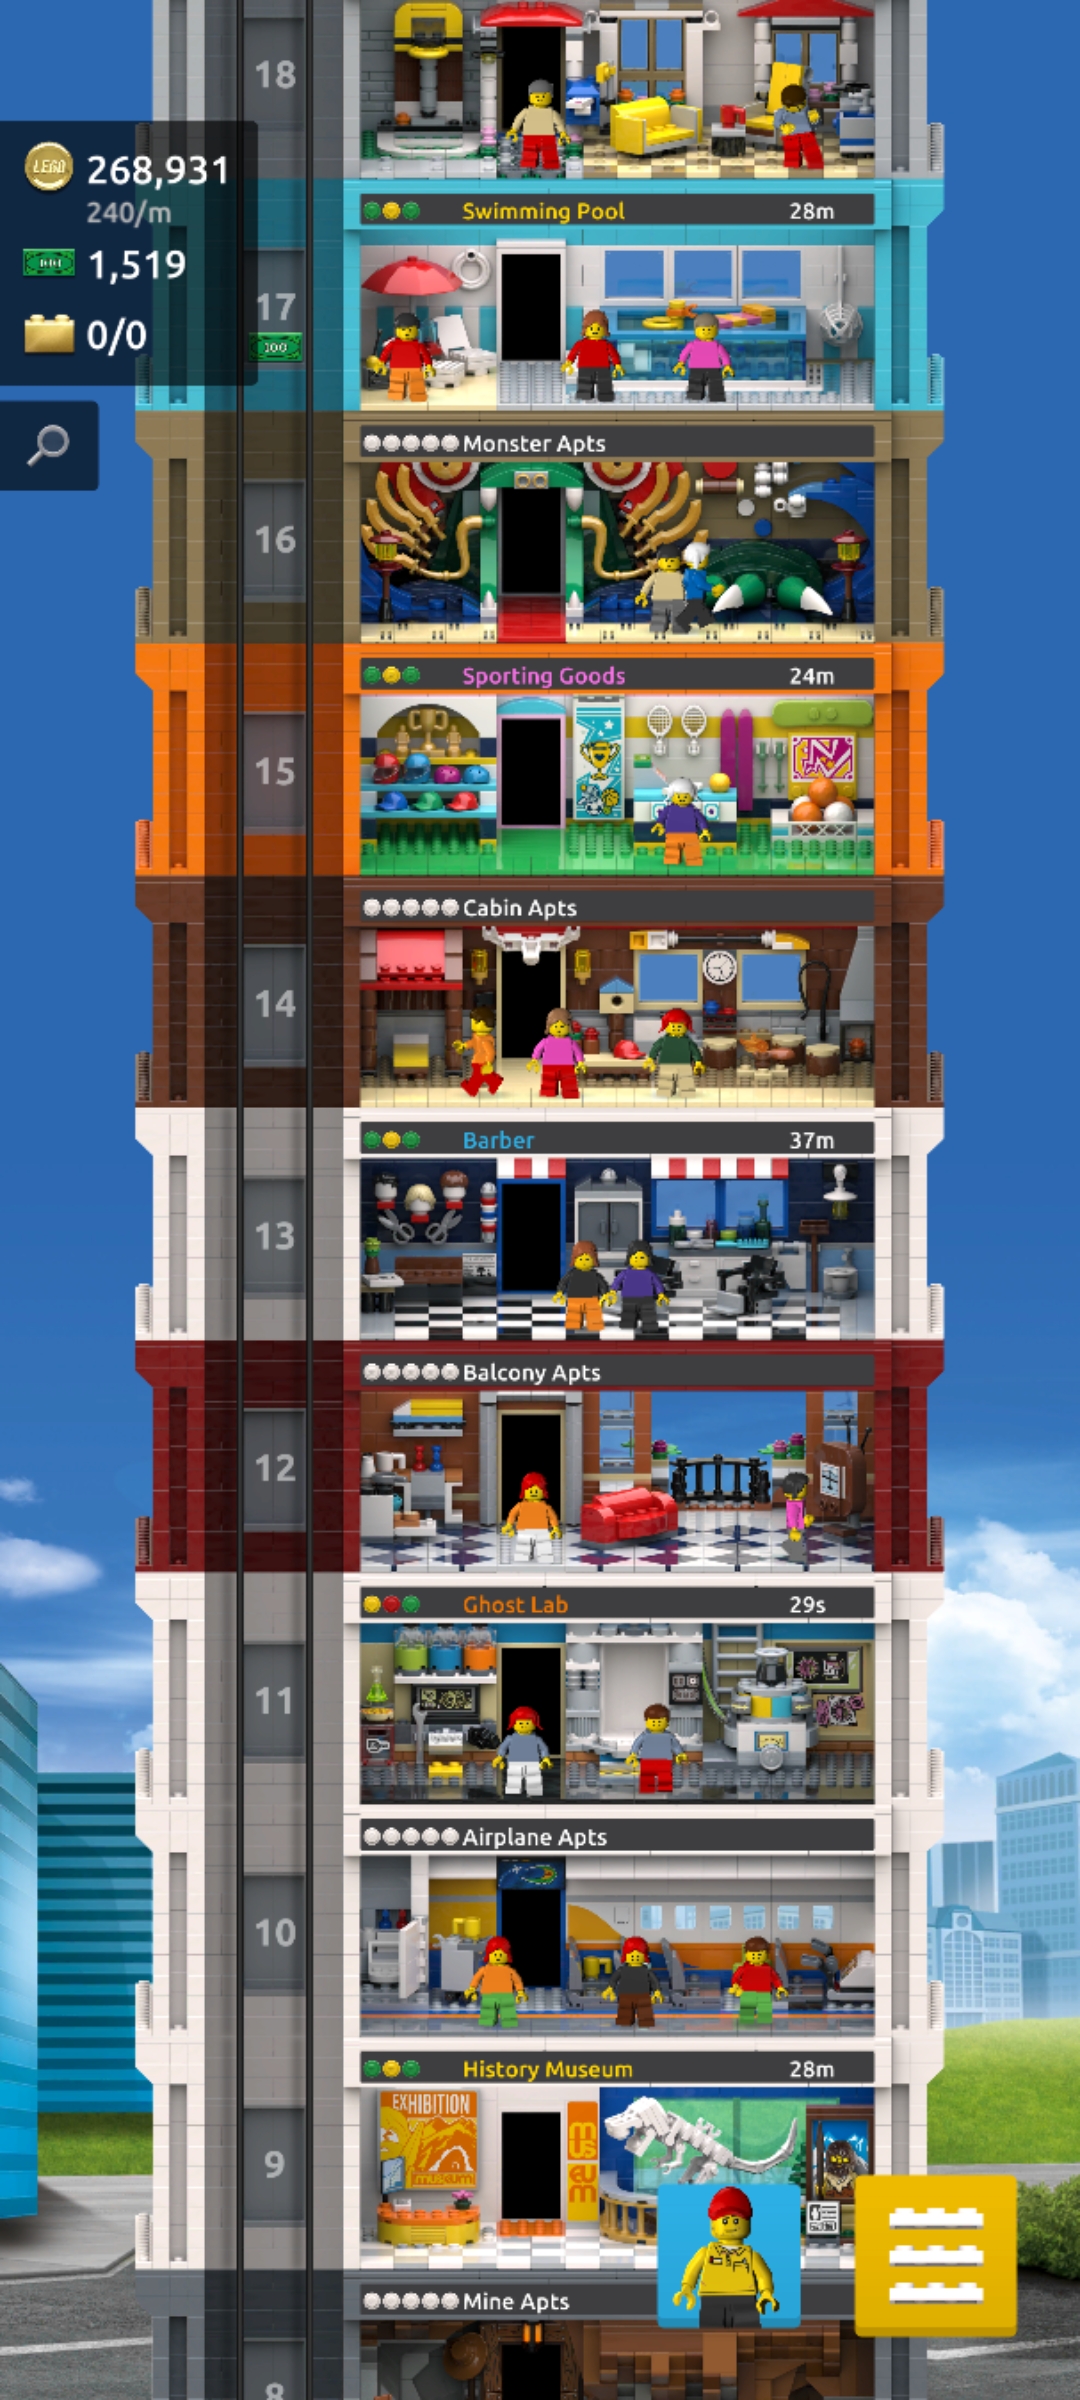 18
LEGO
268,931
240/m
1,519
0/0
Swimming Pool 28m
17
100
Monster Apts
16
Sporting Goods 24m
15
Cabin Apts
14
Barber 37m
13
Balcony Apts
12
Ghost Lab 29s
11
Airplane Apts
10
History Museum 28m
EXHIBITION
museum
MUSEUM
9
Mine Apts
8